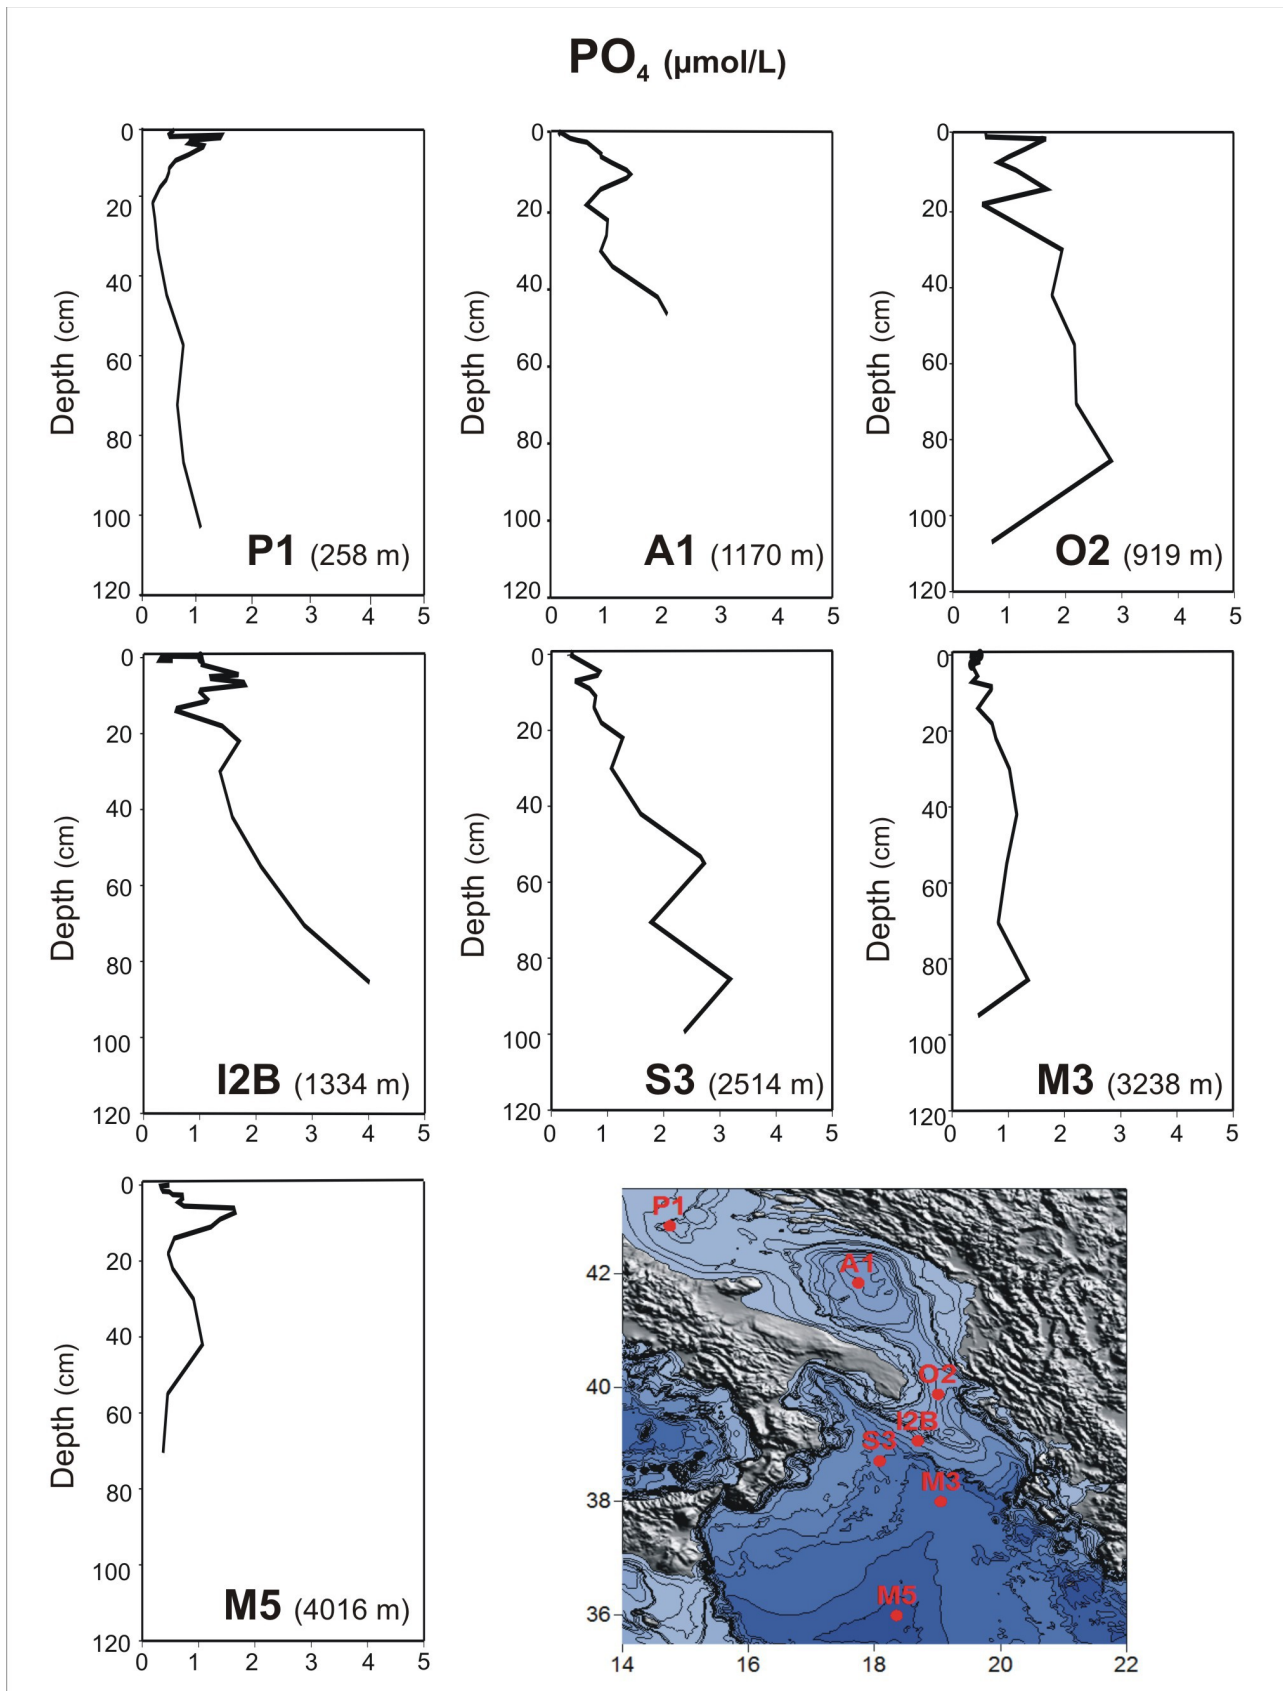 PO4 (µmol/L)
0
20
40
60
80
100
120
Depth (cm)
P1 (258 m)
0 1 2 3 4 5
0
20
40
60
80
100
120
Depth (cm)
A1 (1170 m)
0 1 2 3 4 5
0
20
40
60
80
100
120
Depth (cm)
O2 (919 m)
0 1 2 3 4 5
0
20
40
60
80
100
120
Depth (cm)
I2B (1334 m)
0 1 2 3 4 5
0
20
40
60
80
100
120
Depth (cm)
S3 (2514 m)
0 1 2 3 4 5
0
20
40
60
80
100
120
Depth (cm)
M3 (3238 m)
0 1 2 3 4 5
0
20
40
60
80
100
120
Depth (cm)
M5 (4016 m)
0 1 2 3 4 5
P1
A1
O2
I2B
S3
M3
M5
42
40
38
36
14 16 18 20 22